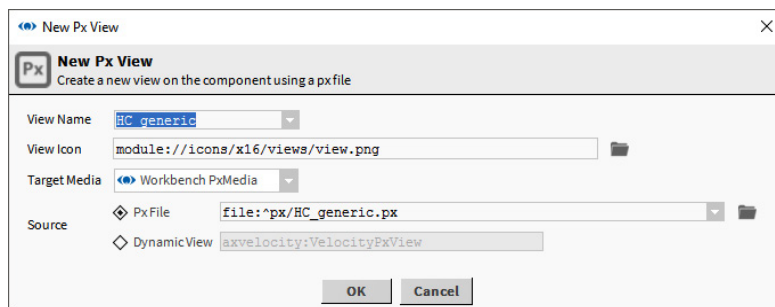 New Px View
Px
New Px View
Create a new view on the component using a px file
View Name HC_generic
View Icon module://icons/x16/views/view.png
Target Media Workbench PxMedia
Source
Px File file:^px/HC_generic.px
Dynamic View axvelocity:VelocityPxView
OK Cancel